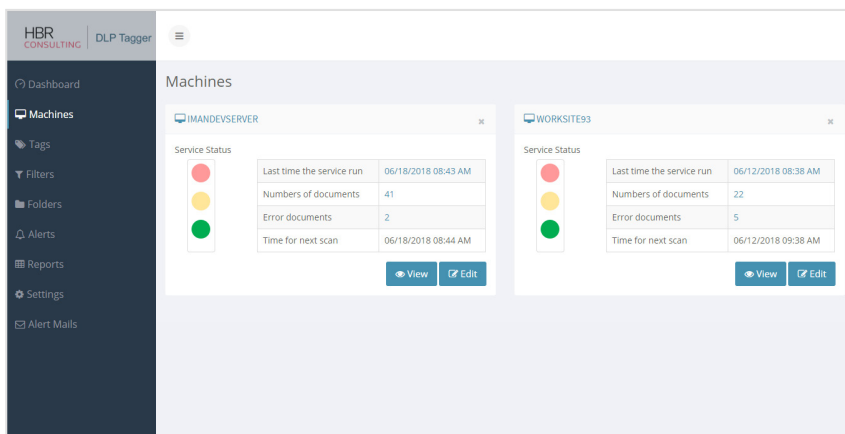 HBR
CONSULTING
DLP Tagger
Dashboard
Machines
Tags
Filters
Folders
Alerts
Reports
Settings
Alert Mails
Machines
IMANDEVSERVER
Service Status
Last time the service run 06/18/2018 08:43 AM
Numbers of documents 41
Error documents 2
Time for next scan 06/18/2018 08:44 AM
View Edit
WORKSITE93
Service Status
Last time the service run 06/12/2018 08:38 AM
Numbers of documents 22
Error documents 5
Time for next scan 06/12/2018 09:38 AM
View Edit